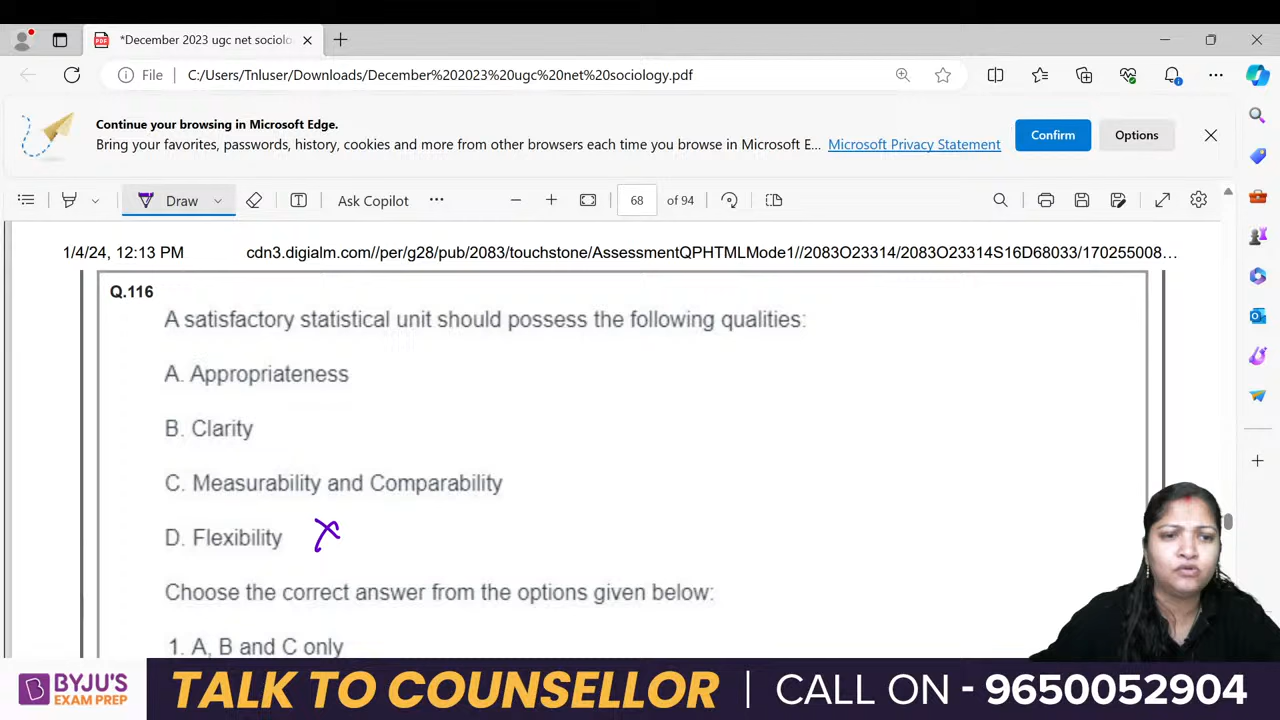 *December 2023 ugc net sociolo
File C:/Users/Tnluser/Downloads/December%202023%20ugc%20net%20sociology.pdf
Continue your browsing in Microsoft Edge.
Bring your favorites, passwords, history, cookies and more from other browsers each time you browse in Microsoft E... Microsoft Privacy Statement
Confirm
Options
Draw
Ask Copilot
68 of 94
1/4/24, 12:13 PM
cdn3.digialm.com//per/g28/pub/2083/touchstone/AssessmentQPHTMLMode1//2083O23314/2083O23314S16D68033/170255008…
Q.116
A satisfactory statistical unit should possess the following qualities:
A. Appropriateness
B. Clarity
C. Measurability and Comparability
D. Flexibility
Choose the correct answer from the options given below:
1. A, B and C only
BYJU'S
EXAM PREP
TALK TO COUNSELLOR | CALL ON - 9650052904